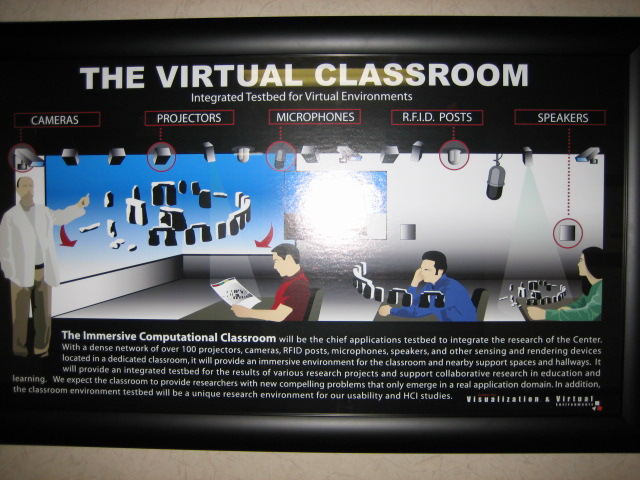 THE VIRTUAL CLASSROOM
Integrated Testbed for Virtual Environments
CAMERAS PROJECTORS MICROPHONES R.F.I.D. POSTS SPEAKERS
The Immersive Computational Classroom will be the chief applications testbed to integrate the research of the Center.
With a dense network of over 100 projectors, cameras, RFID posts, microphones, speakers, and other sensing and rendering devices
located in a dedicated classroom, it will provide an immersive environment for the classroom and nearby support spaces and hallways. It
will provide an integrated testbed for the results of various research projects and support collaborative research in education and
learning. We expect the classroom to provide researchers with new compelling problems that only emerge in a real application domain. In addition,
the classroom environment testbed will be a unique research environment for our usability and HCI studies.
Visualization & Virtual
Environments